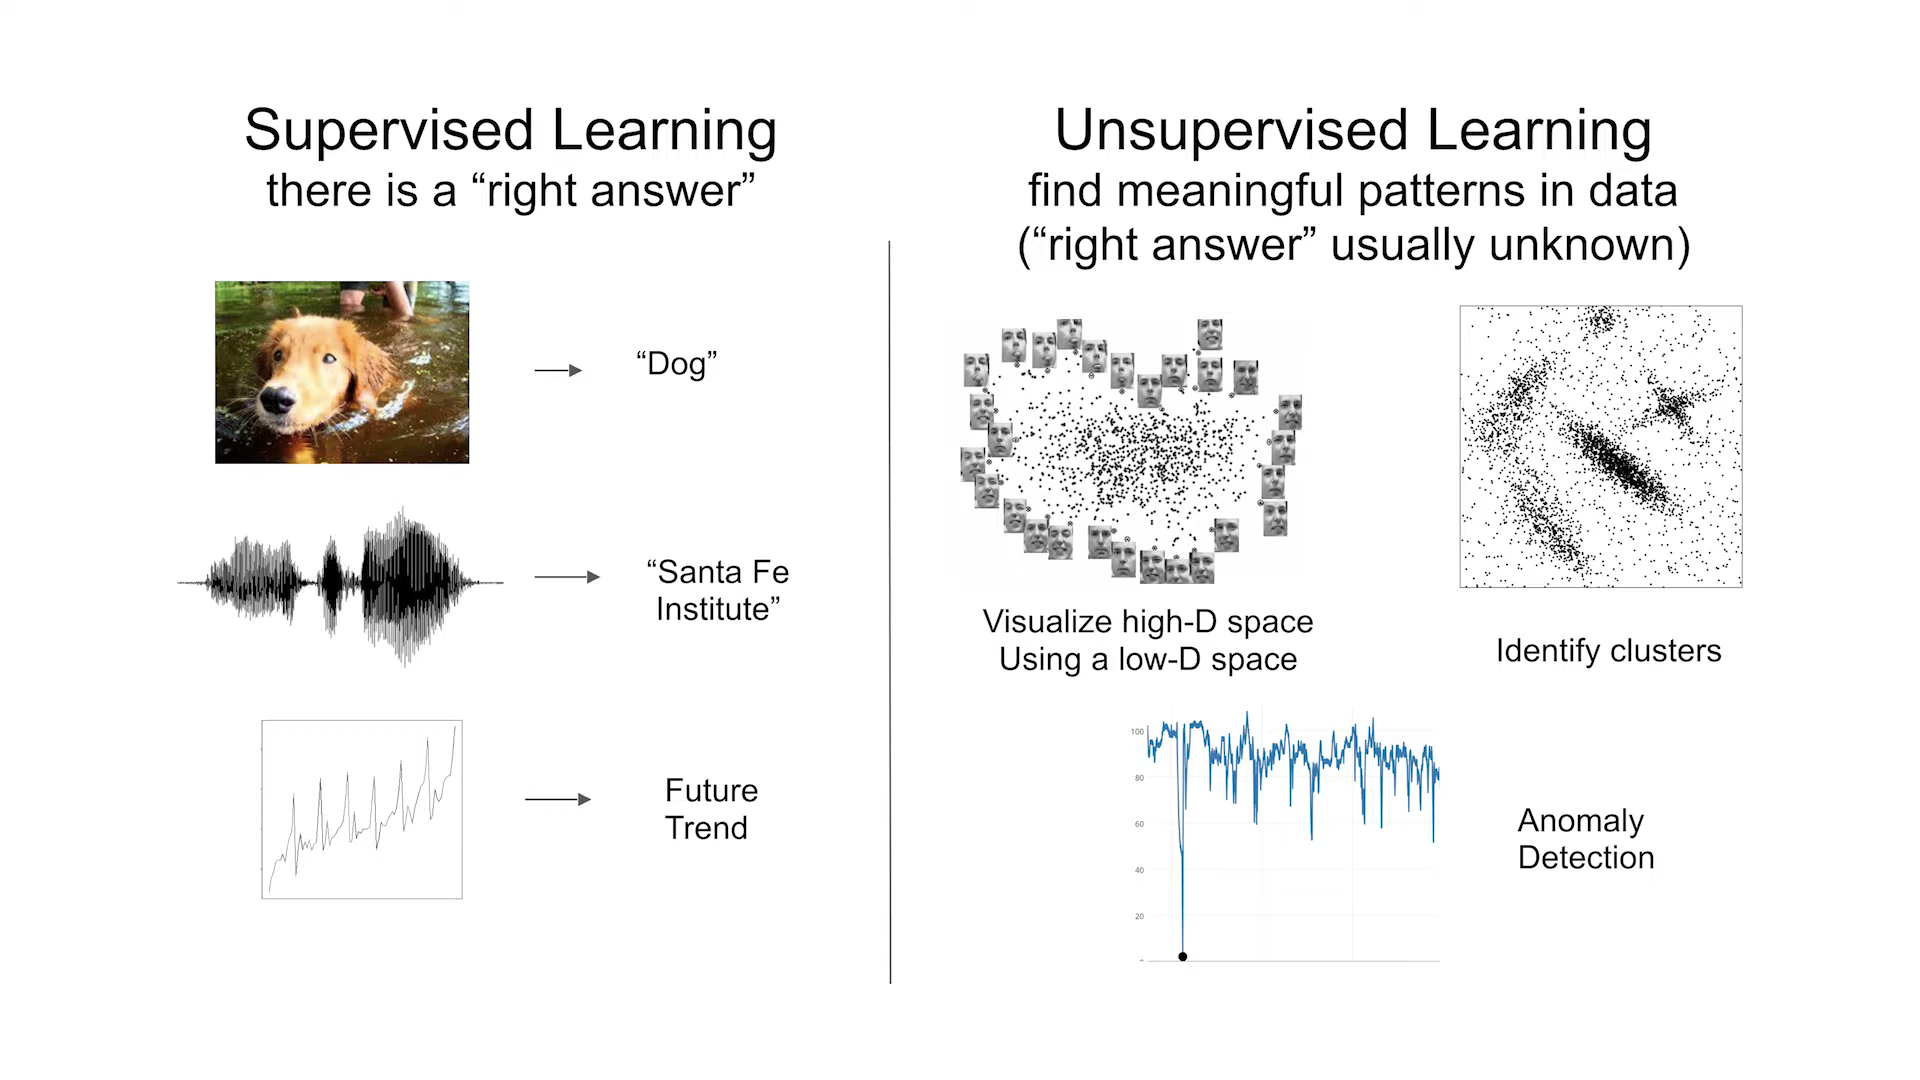 Supervised Learning
there is a “right answer”
“Dog”
“Santa Fe
Institute”
Future
Trend
Unsupervised Learning
find meaningful patterns in data
(“right answer” usually unknown)
Visualize high-D space
Using a low-D space
Identify clusters
100
80
60
40
20
Anomaly
Detection